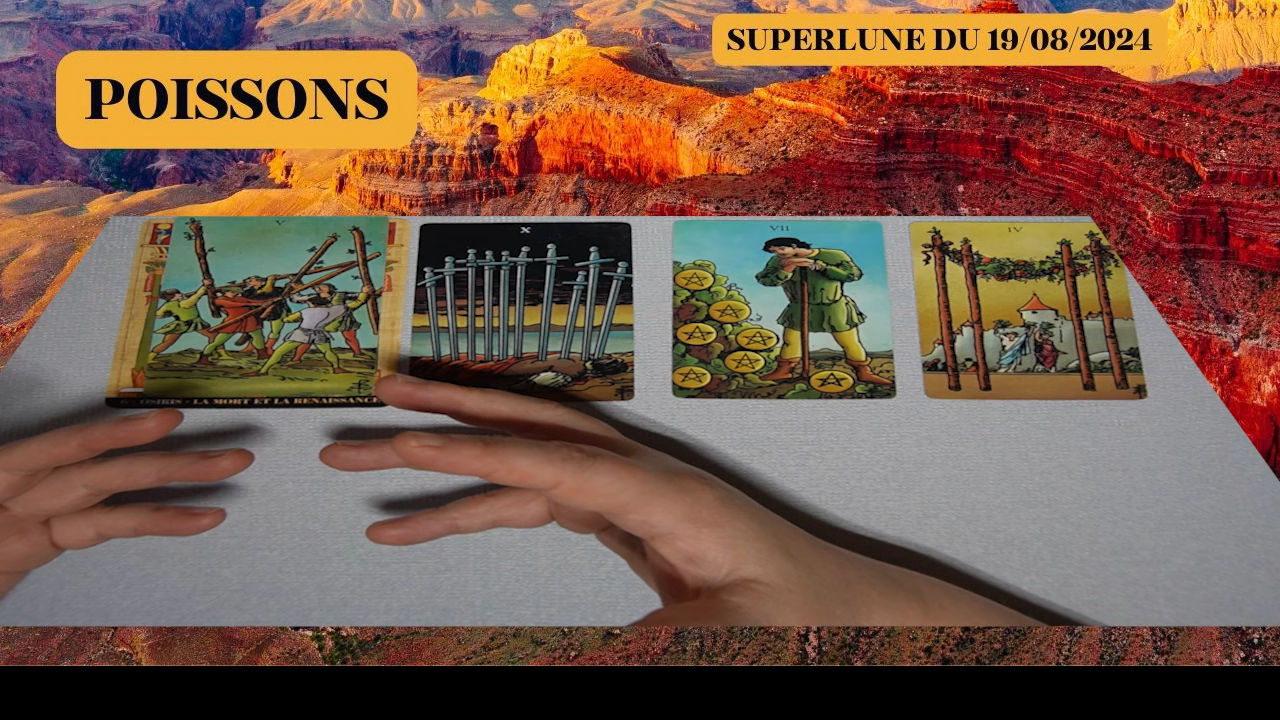 SUPERLUNE DU 19/08/2024
POISSONS
V
X
VII
IV
OSIRIS • LA MORT ET LA RENAISSANCE